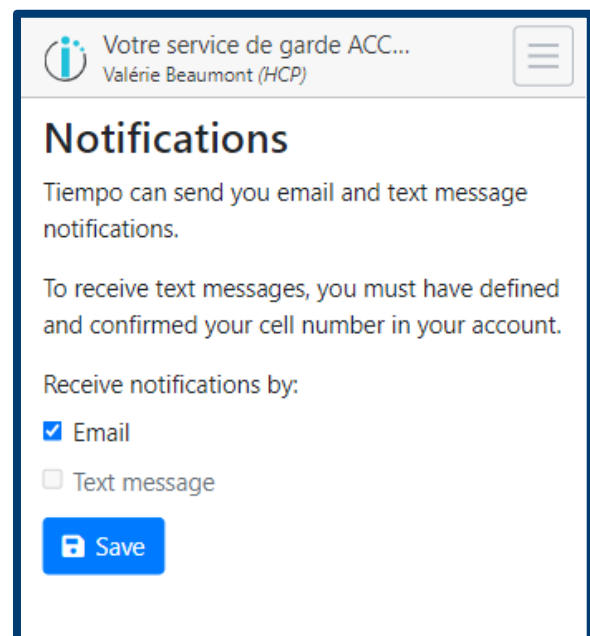 Votre service de garde ACC...
Valérie Beaumont (HCP)
Notifications
Tiempo can send you email and text message
notifications.
To receive text messages, you must have defined
and confirmed your cell number in your account.
Receive notifications by:
Email
Text message
Save